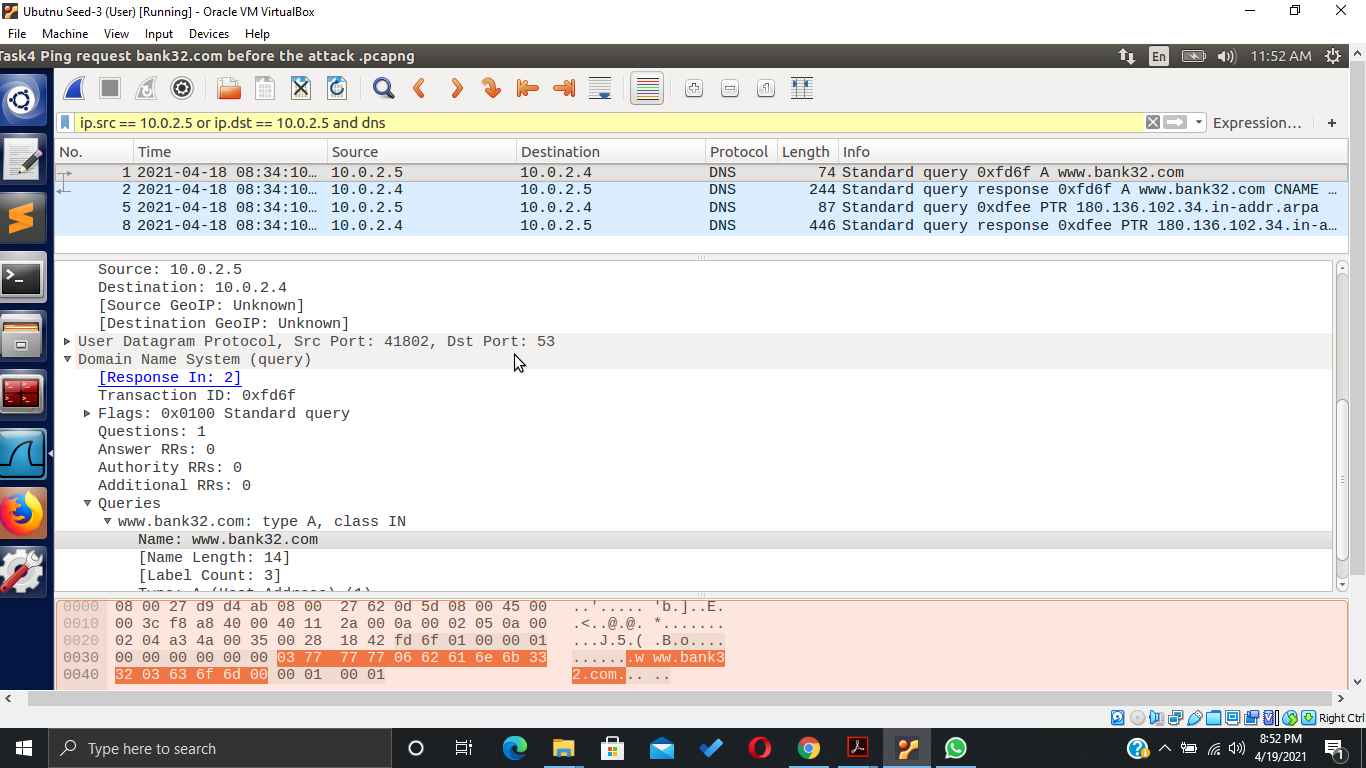 Ubutnu Seed-3 (User) [Running] - Oracle VM VirtualBox
File Machine View Input Devices Help
Task4 Ping request bank32.com before the attack .pcapng En 11:52 AM
ip.src == 10.0.2.5 or ip.dst == 10.0.2.5 and dns Expression… +
No. Time Source Destination Protocol Length Info
1 2021-04-18 08:34:10… 10.0.2.5 10.0.2.4 DNS 74 Standard query 0xfd6f A www.bank32.com
2 2021-04-18 08:34:10… 10.0.2.4 10.0.2.5 DNS 244 Standard query response 0xfd6f A www.bank32.com CNAME …
5 2021-04-18 08:34:10… 10.0.2.5 10.0.2.4 DNS 87 Standard query 0xdfee PTR 180.136.102.34.in-addr.arpa
8 2021-04-18 08:34:10… 10.0.2.4 10.0.2.5 DNS 446 Standard query response 0xdfee PTR 180.136.102.34.in-a…
Source: 10.0.2.5
Destination: 10.0.2.4
[Source GeoIP: Unknown]
[Destination GeoIP: Unknown]
User Datagram Protocol, Src Port: 41802, Dst Port: 53
Domain Name System (query)
[Response In: 2]
Transaction ID: 0xfd6f
Flags: 0x0100 Standard query
Questions: 1
Answer RRs: 0
Authority RRs: 0
Additional RRs: 0
Queries
www.bank32.com: type A, class IN
Name: www.bank32.com
[Name Length: 14]
[Label Count: 3]
Type: A (Host Address) (1)
0000 08 00 27 d9 d4 ab 08 00 27 62 0d 5d 08 00 45 00 ..'..... 'b.]..E.
0010 00 3c f8 a8 40 00 40 11 2a 00 0a 00 02 05 0a 00 .<..@.@. *.......
0020 02 04 a3 4a 00 35 00 28 18 42 fd 6f 01 00 00 01 ...J.5.( .B.o....
0030 00 00 00 00 00 00 03 77 77 77 06 62 61 6e 6b 33 .......w ww.bank3
0040 32 03 63 6f 6d 00 00 01 00 01 2.com... ..
Right Ctrl
Type here to search
8:52 PM
4/19/2021
1